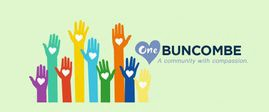 One BUNCOMBE
A community with compassion.